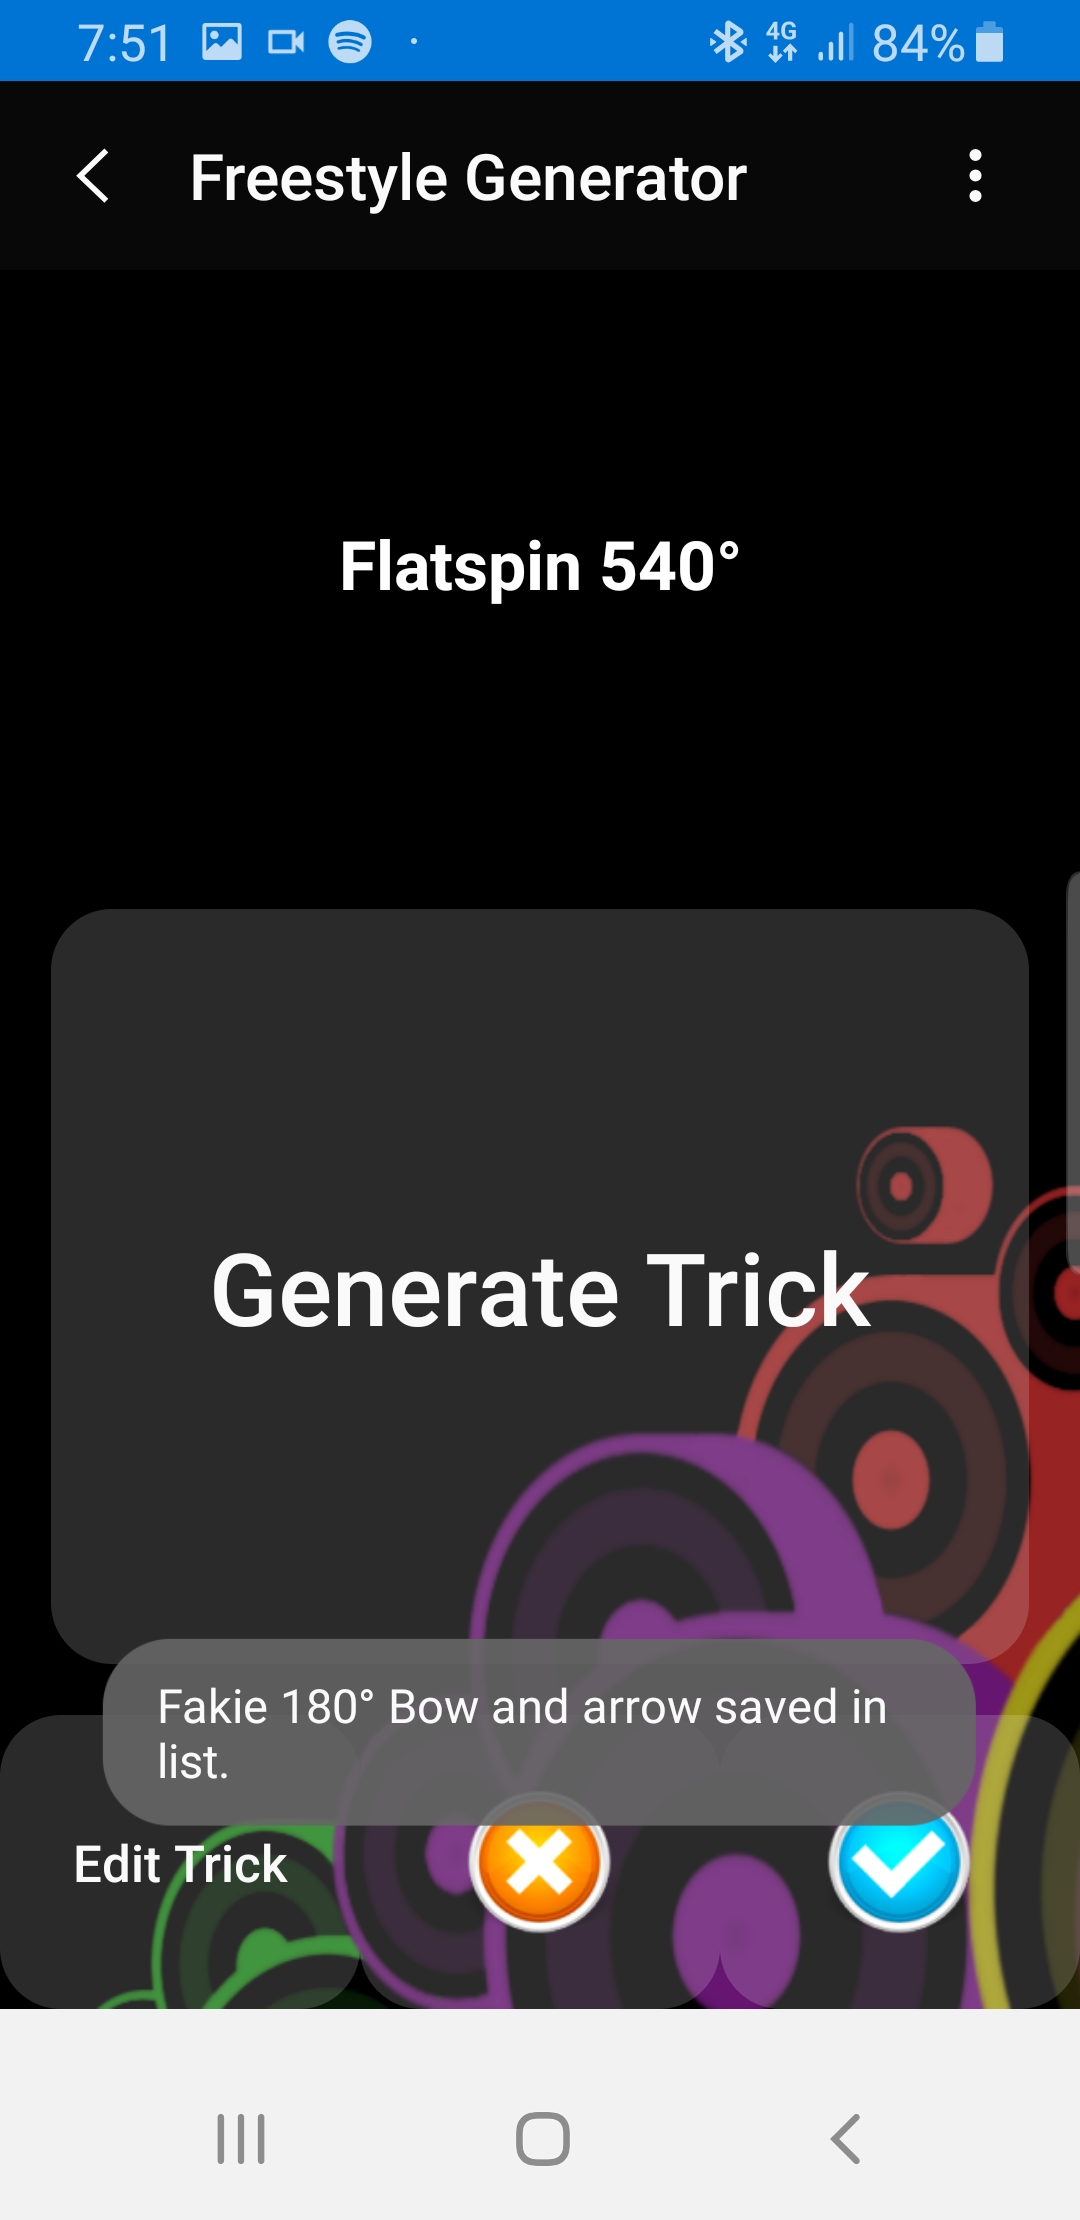 7:51
4G
84%
Freestyle Generator
Flatspin 540°
Generate Trick
Fakie 180° Bow and arrow saved in
list.
Edit Trick